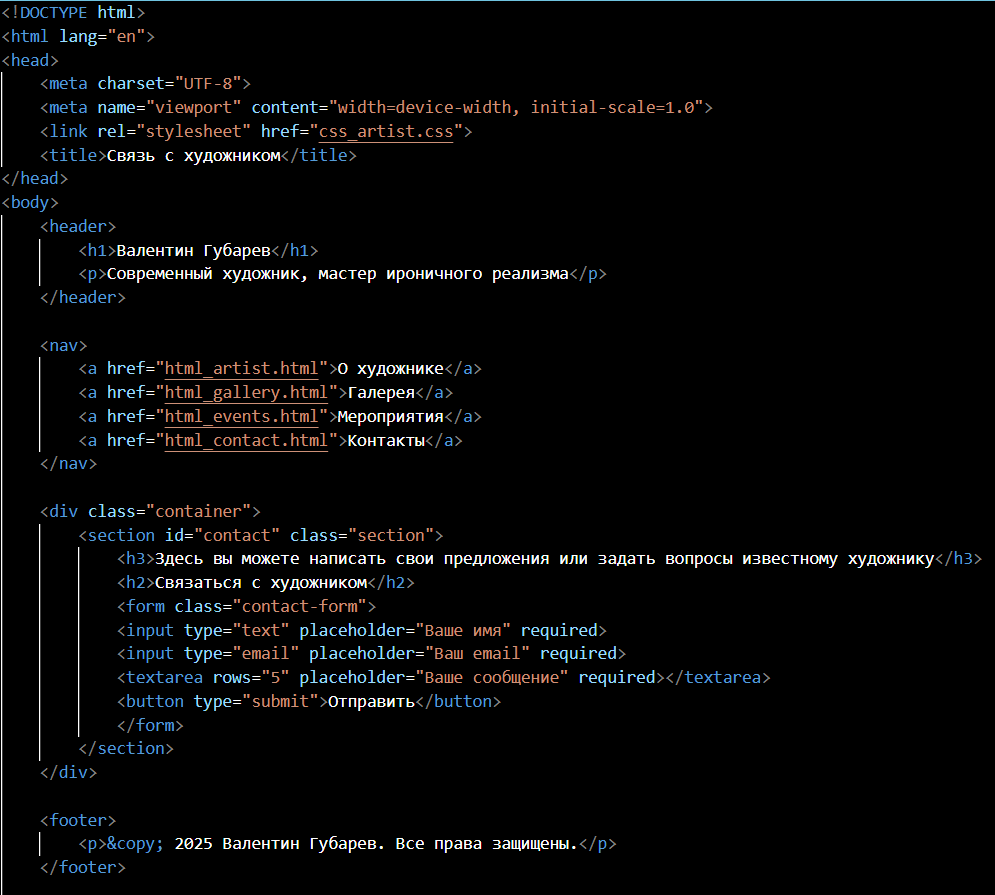 <!DOCTYPE html>
<html lang="en">
<head>
    <meta charset="UTF-8">
    <meta name="viewport" content="width=device-width, initial-scale=1.0">
    <link rel="stylesheet" href="css_artist.css">
    <title>Связь с художником</title>
</head>
<body>
    <header>
        <h1>Валентин Губарев</h1>
        <p>Современный художник, мастер ироничного реализма</p>
    </header>

    <nav>
        <a href="html_artist.html">О художнике</a>
        <a href="html_gallery.html">Галерея</a>
        <a href="html_events.html">Мероприятия</a>
        <a href="html_contact.html">Контакты</a>
    </nav>

    <div class="container">
        <section id="contact" class="section">
            <h3>Здесь вы можете написать свои предложения или задать вопросы известному художнику</h3>
            <h2>Связаться с художником</h2>
            <form class="contact-form">
            <input type="text" placeholder="Ваше имя" required>
            <input type="email" placeholder="Ваш email" required>
            <textarea rows="5" placeholder="Ваше сообщение" required></textarea>
            <button type="submit">Отправить</button>
            </form>
        </section>
    </div>

    <footer>
        <p>&copy; 2025 Валентин Губарев. Все права защищены.</p>
    </footer>